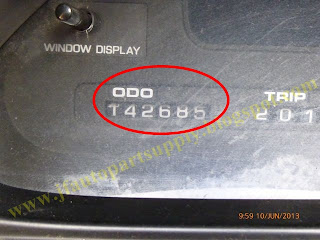 WINDOW DISPLAY
ODO
TRIP
T42685
201
9:59 10/JUN/2013